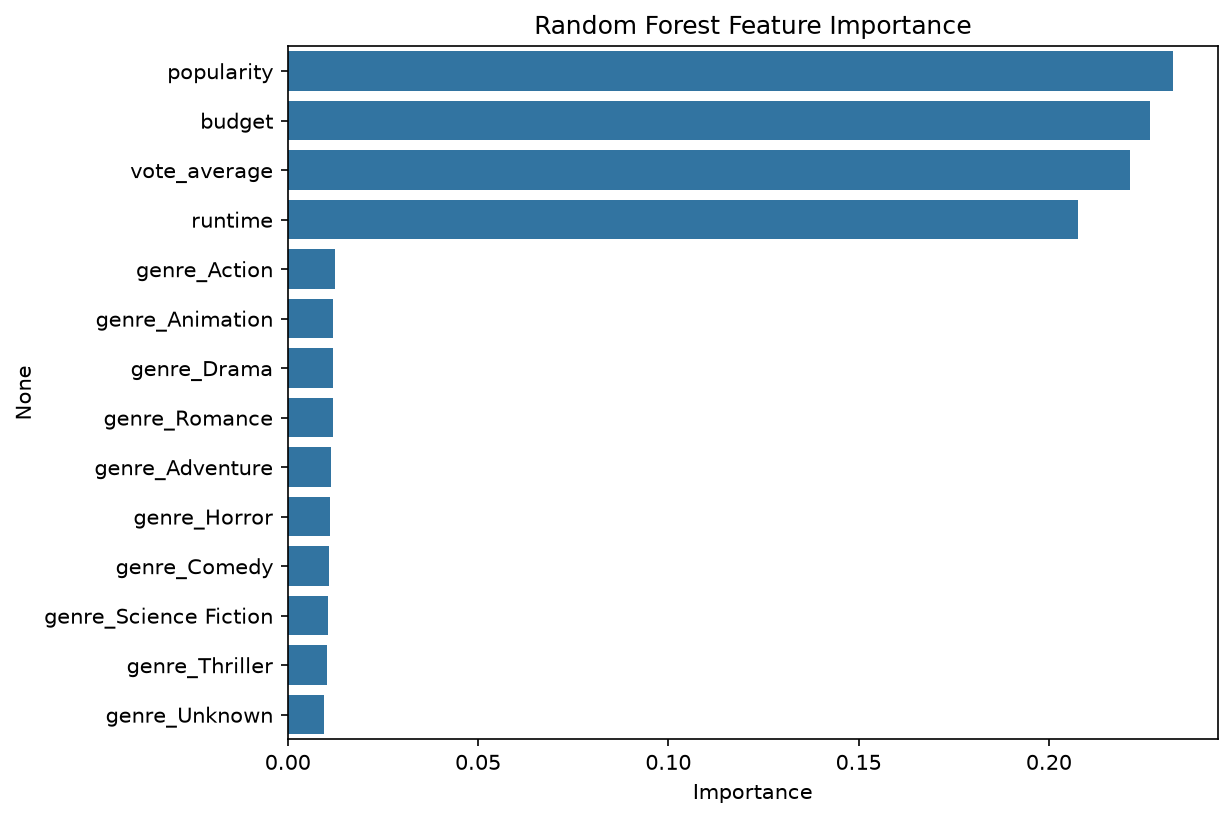 Random Forest Feature Importance
popularity
budget
vote_average
runtime
genre_Action
genre_Animation
genre_Drama
genre_Romance
genre_Adventure
genre_Horror
genre_Comedy
genre_Science Fiction
genre_Thriller
genre_Unknown
None
0.00 0.05 0.10 0.15 0.20
Importance